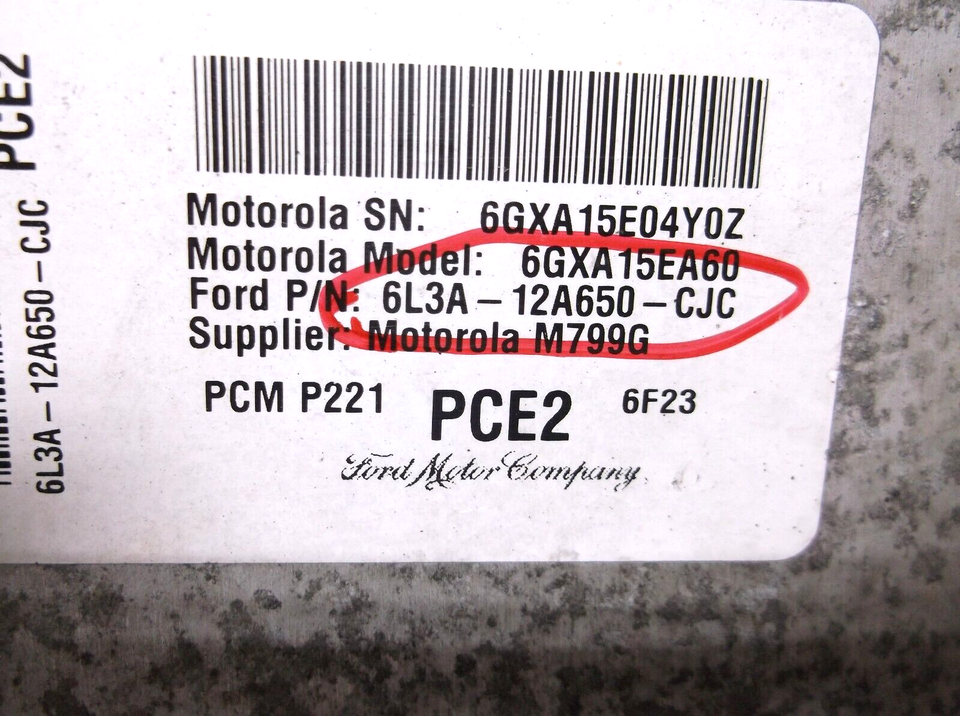 PCE2
6L3A-12A650-CJC
Motorola SN: 6GXA15E04Y0Z
Motorola Model: 6GXA15EA60
Ford P/N: 6L3A-12A650-CJC
Supplier: Motorola M799G
PCM P221 PCE2 6F23
Ford Motor Company